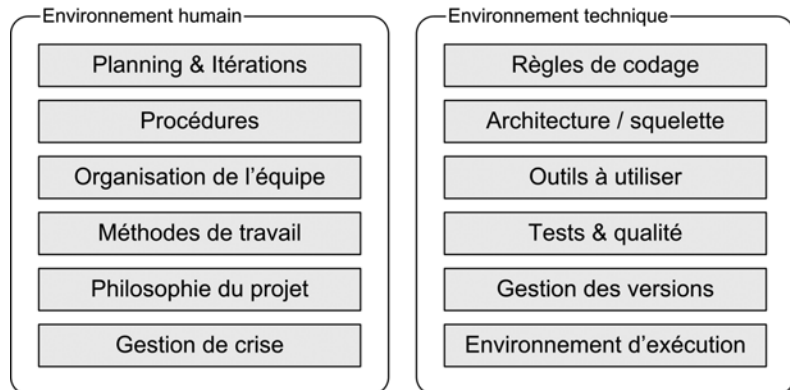 Environnement humain
Planning & Itérations
Procédures
Organisation de l'équipe
Méthodes de travail
Philosophie du projet
Gestion de crise
Environnement technique
Règles de codage
Architecture / squelette
Outils à utiliser
Tests & qualité
Gestion des versions
Environnement d'exécution